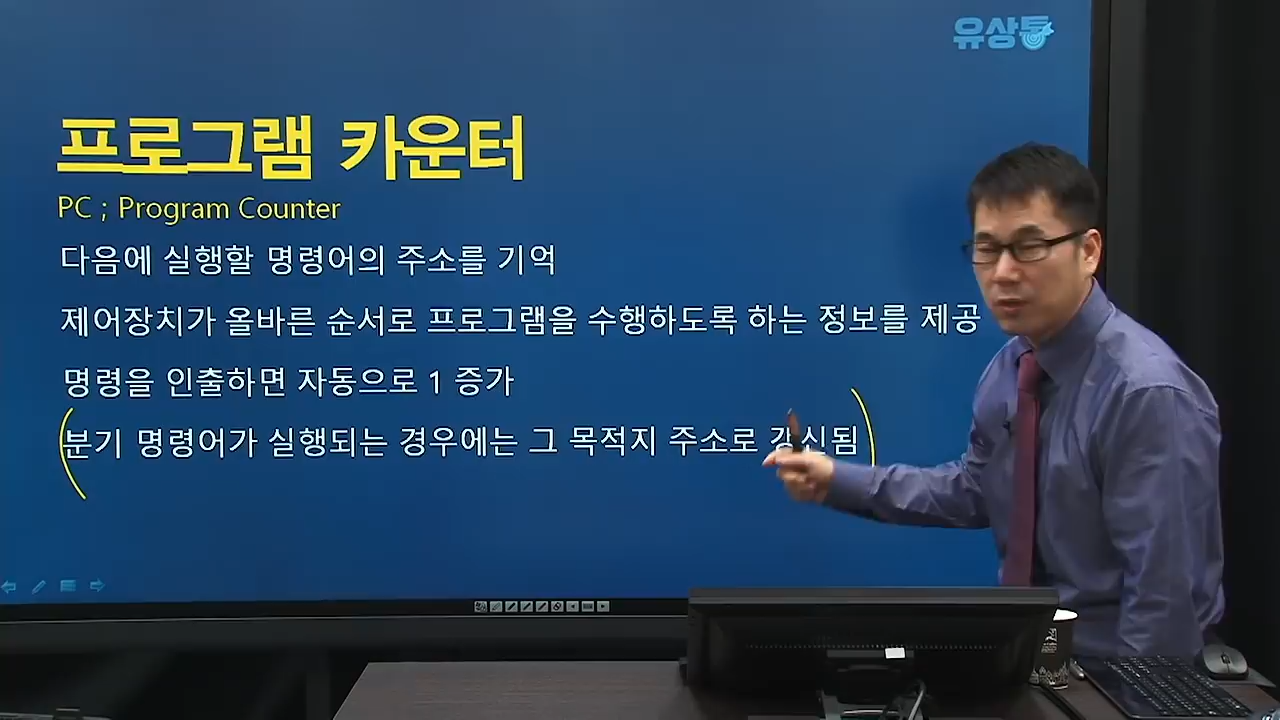 유상통
프로그램 카운터
PC ; Program Counter
다음에 실행할 명령어의 주소를 기억
제어장치가 올바른 순서로 프로그램을 수행하도록 하는 정보를 제공
명령을 인출하면 자동으로 1 증가
분기 명령어가 실행되는 경우에는 그 목적지 주소로 갱신됨